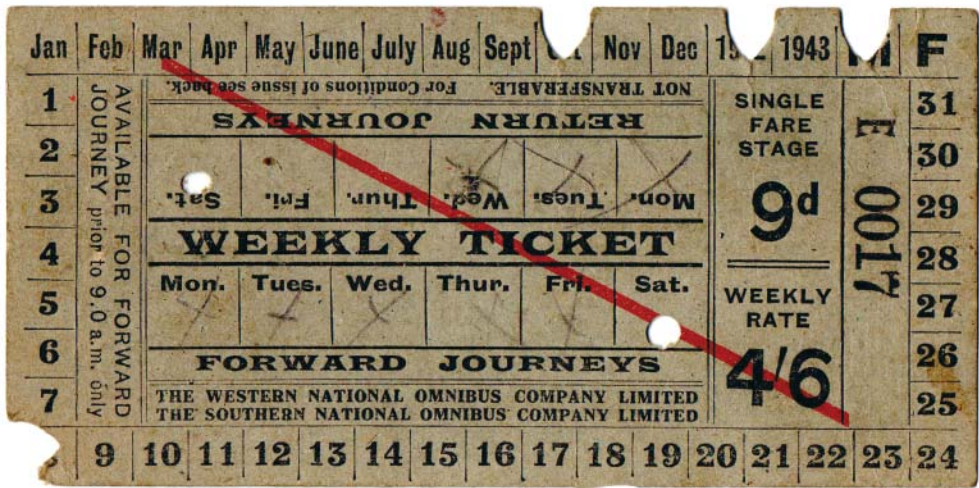 Jan Feb Mar Apr May June July Aug Sept Nov Dec 1943 F
1
2
3
4
5
6
7
AVAILABLE FOR FORWARD
JOURNEY prior to 9.0 a.m. only
NOT TRANSFERABLE. For Conditions of issue see back.
RETURN JOURNEYS
Mon. Tues. Wed. Thur. Fri. Sat.
WEEKLY TICKET
Mon. Tues. Wed. Thur. Fri. Sat.
FORWARD JOURNEYS
THE WESTERN NATIONAL OMNIBUS COMPANY LIMITED
THE SOUTHERN NATIONAL OMNIBUS COMPANY LIMITED
SINGLE
FARE
STAGE
9d
WEEKLY
RATE
4/6
E 0017
31
30
29
28
27
26
25
9 10 11 12 13 14 15 16 17 18 19 20 21 22 23 24